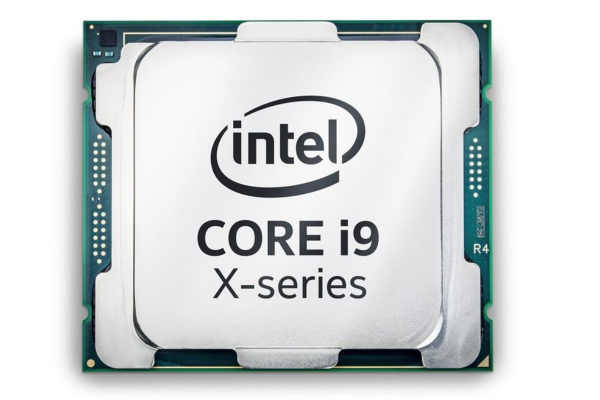 intel
CORE i9
X-series
R4